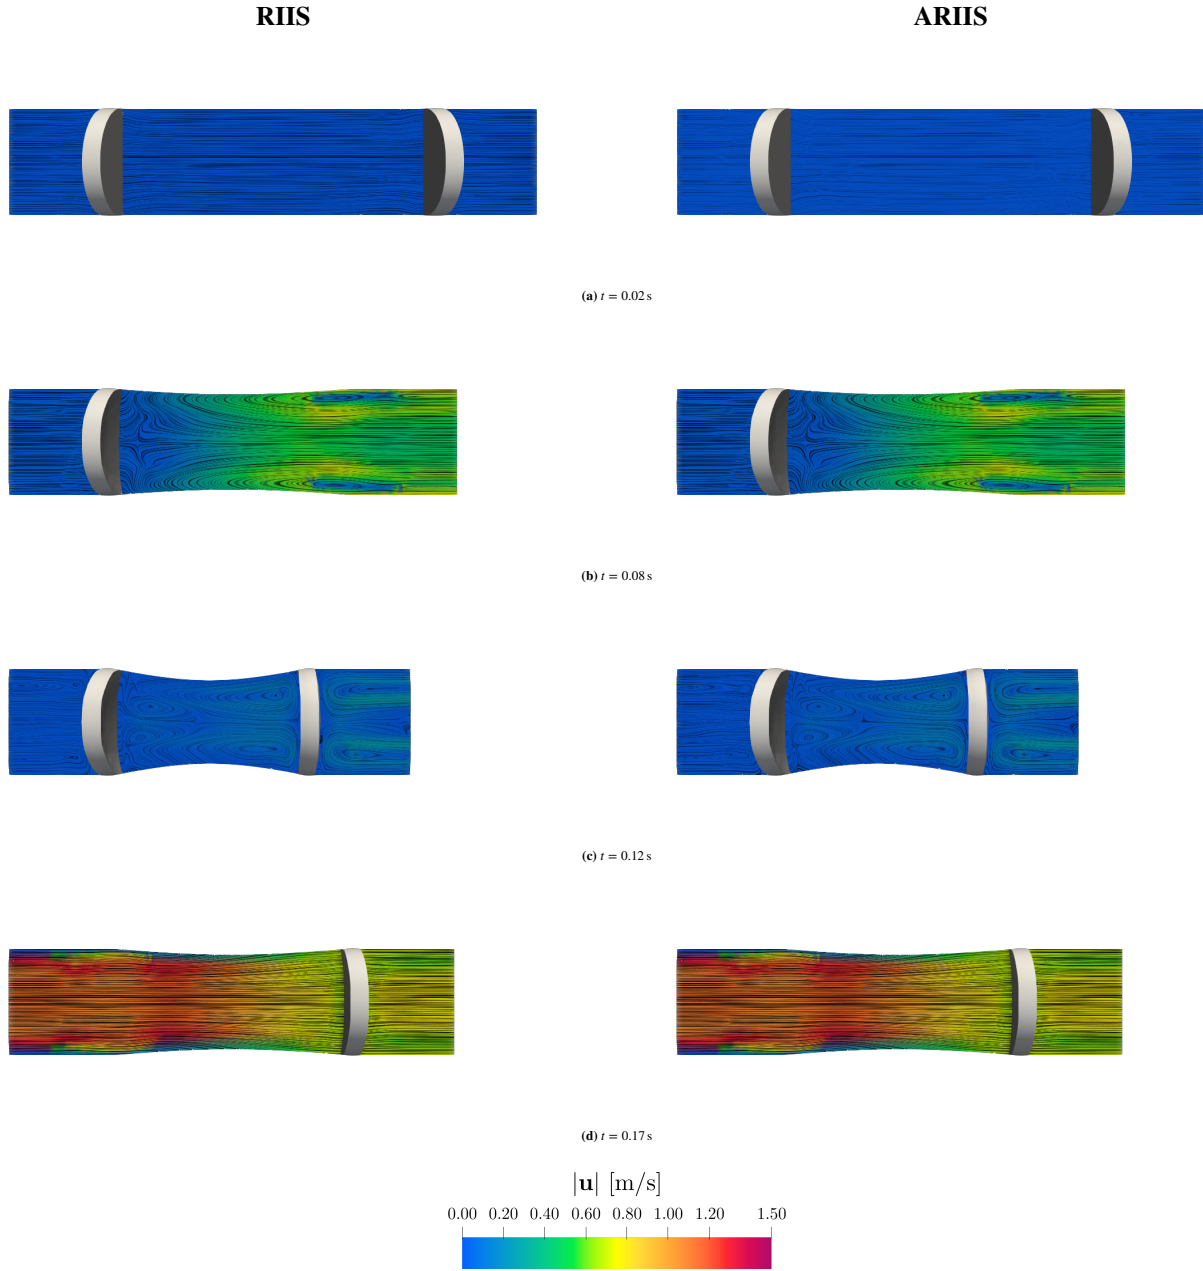 RIIS ARIIS
(a) t = 0.02 s
(b) t = 0.08 s
(c) t = 0.12 s
(d) t = 0.17 s
|u| [m/s]
0.00 0.20 0.40 0.60 0.80 1.00 1.20 1.50